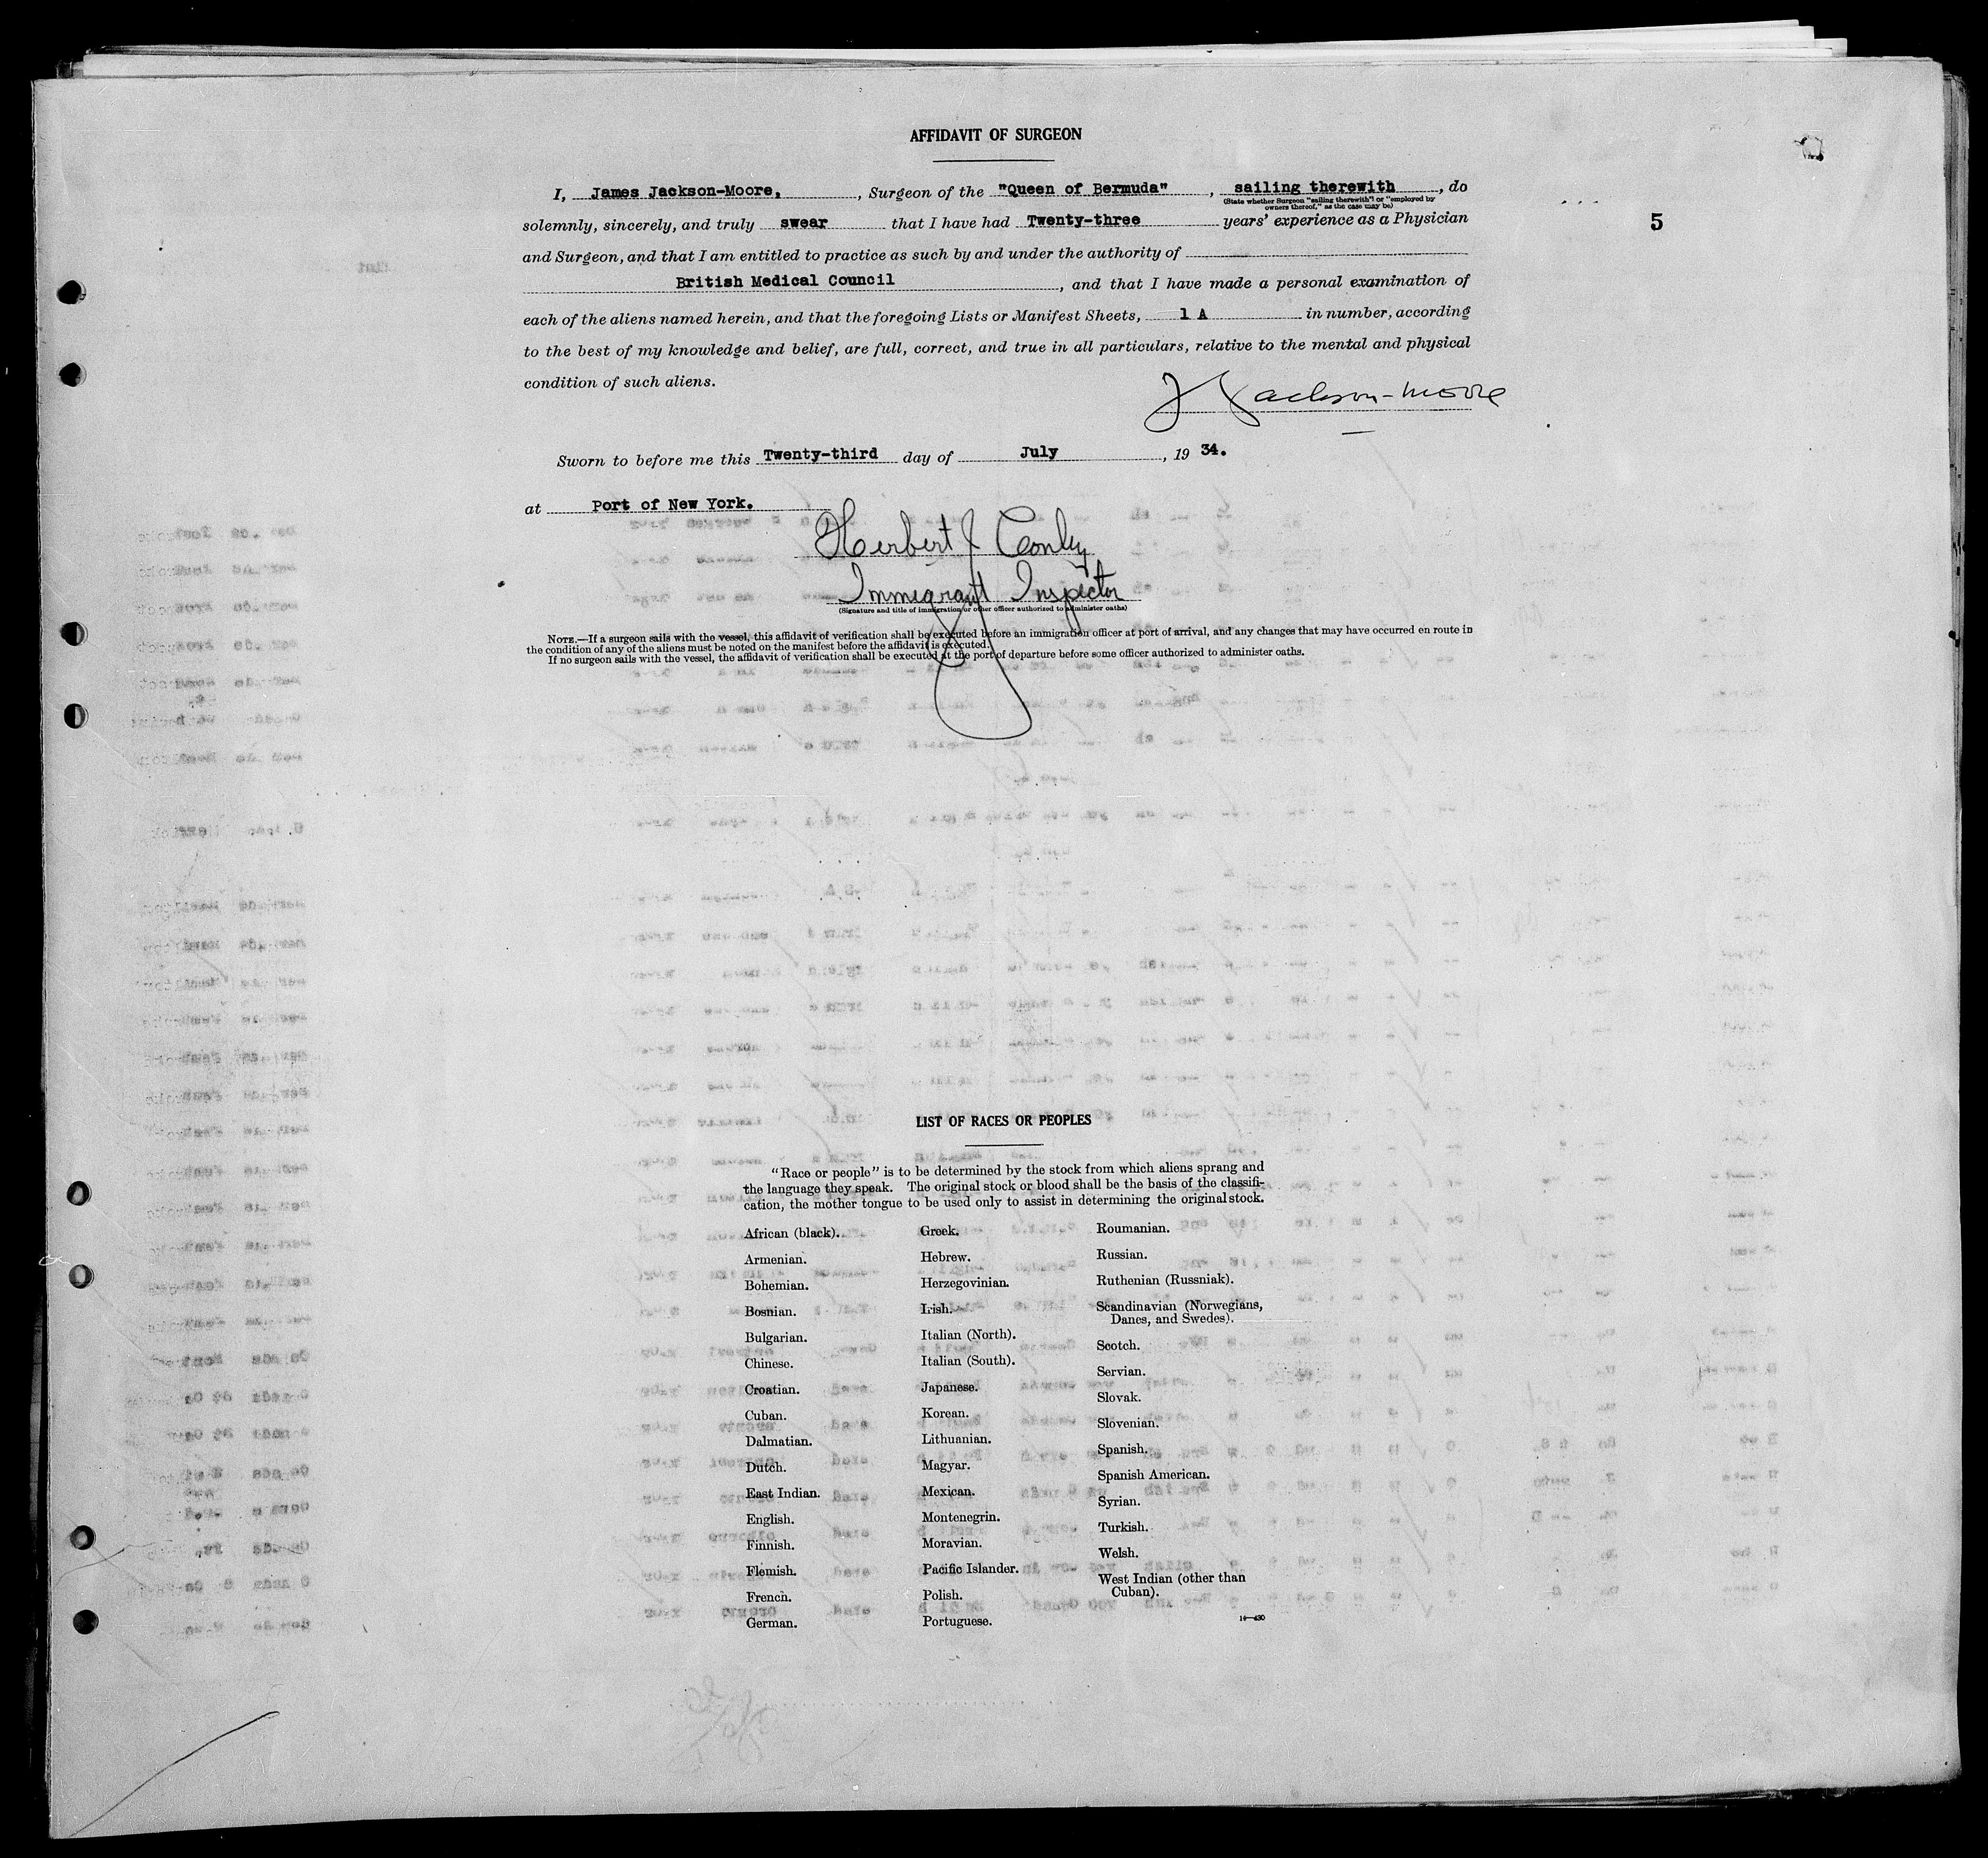 AFFIDAVIT OF SURGEON
I, James Jackson-Moore, , Surgeon of the "Queen of Bermuda" , sailing therewith , do
(State whether Surgeon "sailing therewith" or "employed by
owners thereof," as the case may be)
5
solemnly, sincerely, and truly swear that I have had Twenty-three years' experience as a Physician
and Surgeon, and that I am entitled to practice as such by and under the authority of
British Medical Council , and that I have made a personal examination of
each of the aliens named herein, and that the foregoing Lists or Manifest Sheets, 1 A in number, according
to the best of my knowledge and belief, are full, correct, and true in all particulars, relative to the mental and physical
condition of such aliens.
J Jackson-Moore
Sworn to before me this Twenty-third day of July , 19 34.
at Port of New York.
Herbert J Conley
Immigrant Inspector
(Signature and title of immigration or other officer authorized to administer oaths)
NOTE.—If a surgeon sails with the vessel, this affidavit of verification shall be executed before an immigration officer at port of arrival, and any changes that may have occurred en route in
the condition of any of the aliens must be noted on the manifest before the affidavit is executed.
If no surgeon sails with the vessel, the affidavit of verification shall be executed at the port of departure before some officer authorized to administer oaths.
LIST OF RACES OR PEOPLES
"Race or people" is to be determined by the stock from which aliens sprang and
the language they speak. The original stock or blood shall be the basis of the classifi-
cation, the mother tongue to be used only to assist in determining the original stock.
African (black).
Armenian.
Bohemian.
Bosnian.
Bulgarian.
Chinese.
Croatian.
Cuban.
Dalmatian.
Dutch.
East Indian.
English.
Finnish.
Flemish.
French.
German.
Greek.
Hebrew.
Herzegovinian.
Irish.
Italian (North).
Italian (South).
Japanese.
Korean.
Lithuanian.
Magyar.
Mexican.
Montenegrin.
Moravian.
Pacific Islander.
Polish.
Portuguese.
Roumanian.
Russian.
Ruthenian (Russniak).
Scandinavian (Norwegians,
Danes, and Swedes).
Scotch.
Servian.
Slovak.
Slovenian.
Spanish.
Spanish American.
Syrian.
Turkish.
Welsh.
West Indian (other than
Cuban).
14—430